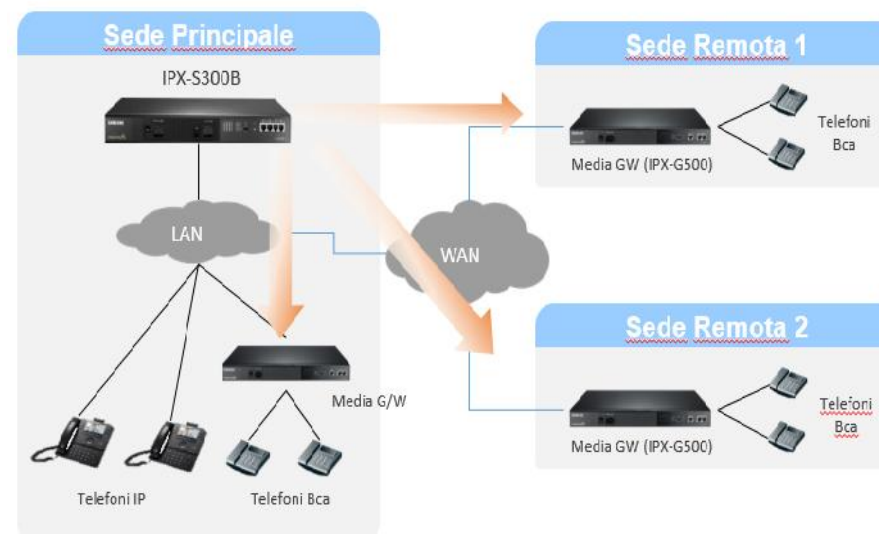 Sede Principale
IPX-S300B
LAN
Media G/W
Telefoni IP
Telefoni Bca
WAN
Sede Remota 1
Media GW (IPX-G500)
Telefoni
Bca
Sede Remota 2
Media GW (IPX-G500)
Telefoni
Bca